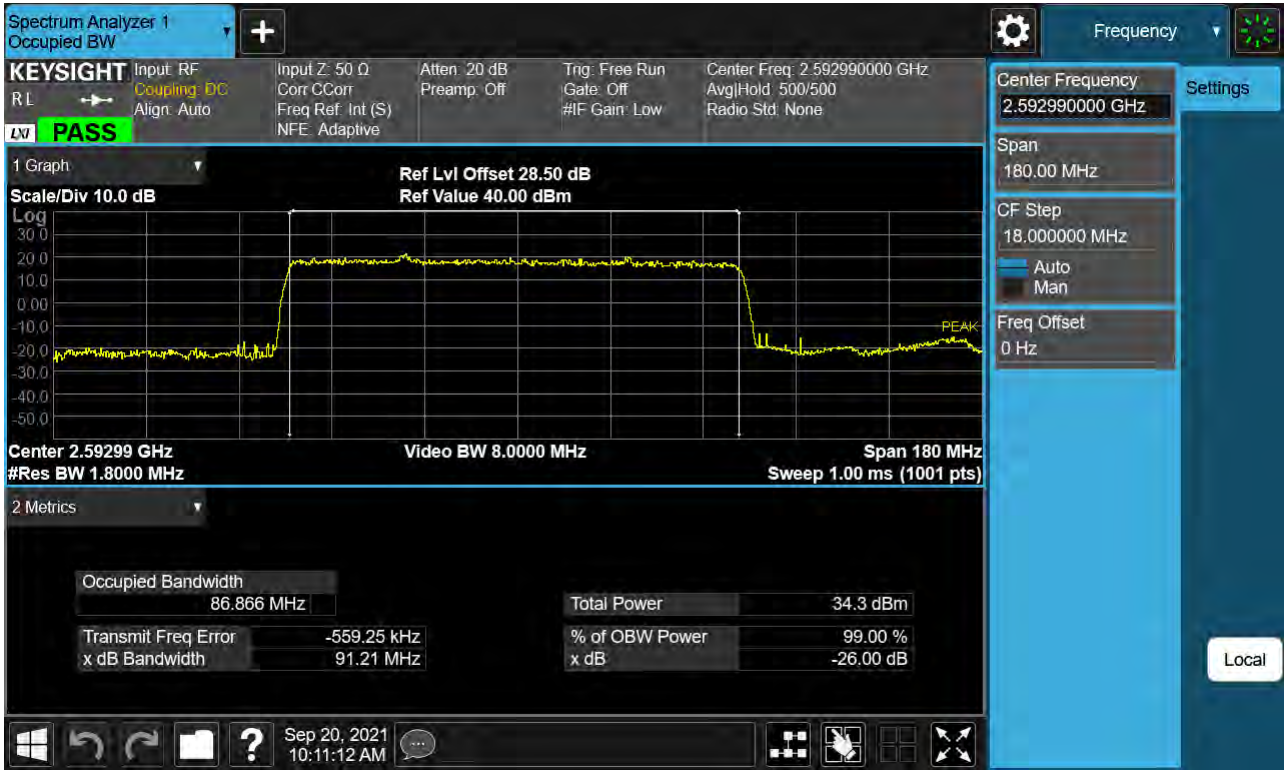 Spectrum Analyzer 1
Occupied BW
Frequency
KEYSIGHT
RL
LXI PASS
Input: RF
Coupling: DC
Align: Auto
Input Z: 50 Ω
Corr CCorr
Freq Ref: Int (S)
NFE: Adaptive
Atten: 20 dB
Preamp: Off
Trig: Free Run
Gate: Off
#IF Gain: Low
Center Freq: 2.592990000 GHz
Avg|Hold: 500/500
Radio Std: None
Center Frequency
2.592990000 GHz
Settings
Span
180.00 MHz
CF Step
18.000000 MHz
Auto
Man
Freq Offset
0 Hz
Local
1 Graph
Scale/Div 10.0 dB
Ref Lvl Offset 28.50 dB
Ref Value 40.00 dBm
Log
30.0
20.0
10.0
0.00
-10.0
-20.0
-30.0
-40.0
-50.0
PEAK
Center 2.59299 GHz Video BW 8.0000 MHz Span 180 MHz
#Res BW 1.8000 MHz Sweep 1.00 ms (1001 pts)
2 Metrics
Occupied Bandwidth
86.866 MHz
Total Power 34.3 dBm
Transmit Freq Error -559.25 kHz
% of OBW Power 99.00 %
x dB Bandwidth 91.21 MHz
x dB -26.00 dB
?
Sep 20, 2021
10:11:12 AM